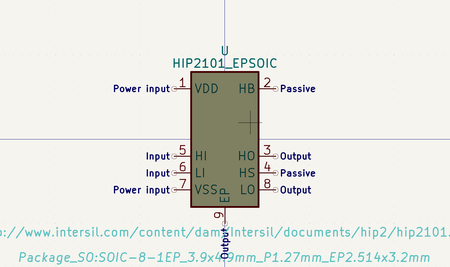 U
HIP2101_EPSOIC
Power input 1 VDD HB 2 Passive
Input 5 HI HO 3 Output
Input 6 LI HS 4 Passive
Power input 7 VSS LO 8 Output
EP
9
Output
p://www.intersil.com/content/dam/Intersil/documents/hip2/hip2101.
Package_SO:SOIC-8-1EP_3.9x4.9mm_P1.27mm_EP2.514x3.2mm